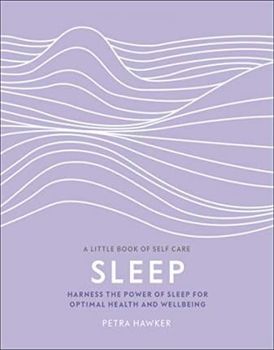 A LITTLE BOOK OF SELF CARE
SLEEP
HARNESS THE POWER OF SLEEP FOR
OPTIMAL HEALTH AND WELLBEING
PETRA HAWKER